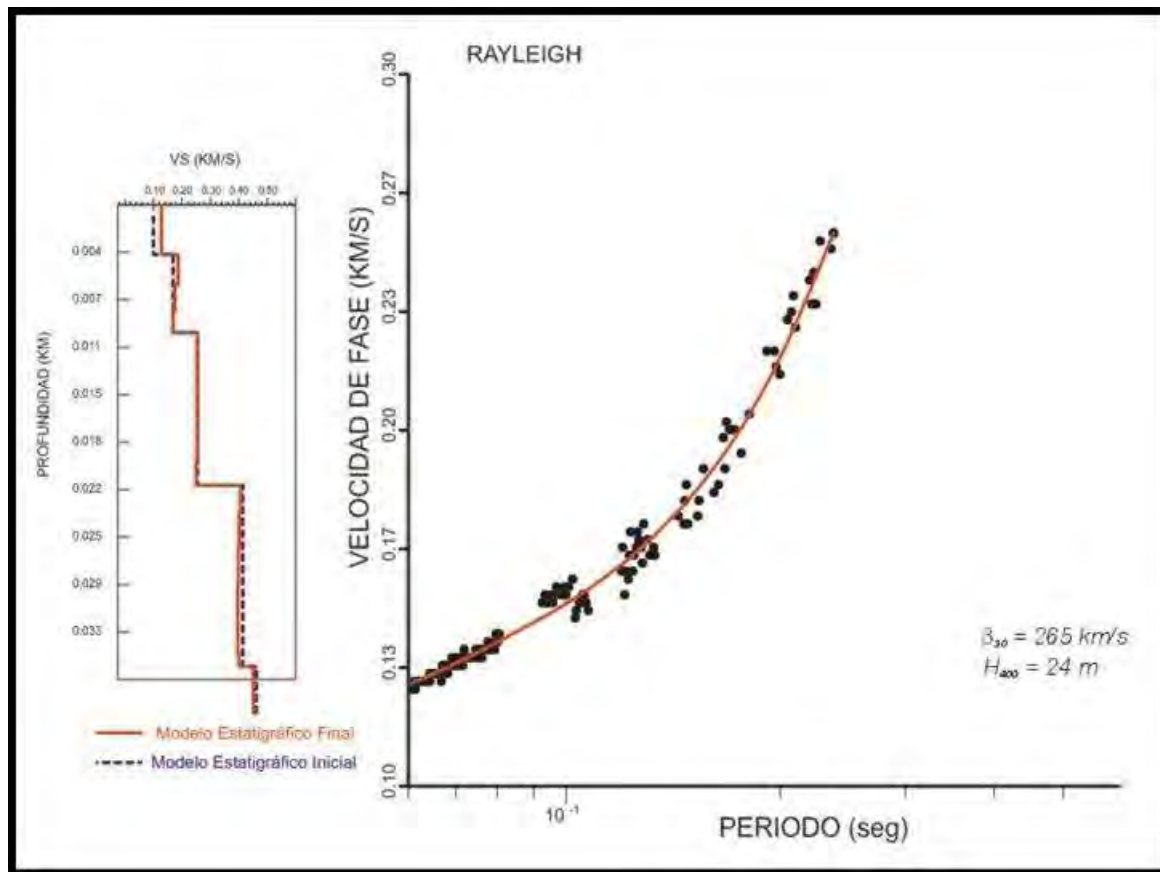 RAYLEIGH
VS (KM/S)
0.10 0.20 0.30 0.40 0.50
PROFUNDIDAD (KM)
0.004
0.007
0.011
0.015
0.018
0.022
0.025
0.029
0.033
Modelo Estatigráfico Final
Modelo Estatigráfico Inicial
VELOCIDAD DE FASE (KM/S)
0.30
0.27
0.23
0.20
0.17
0.13
0.10
10⁻¹
PERIODO (seg)
β₃₀ = 265 km/s
H₄₀₀ = 24 m